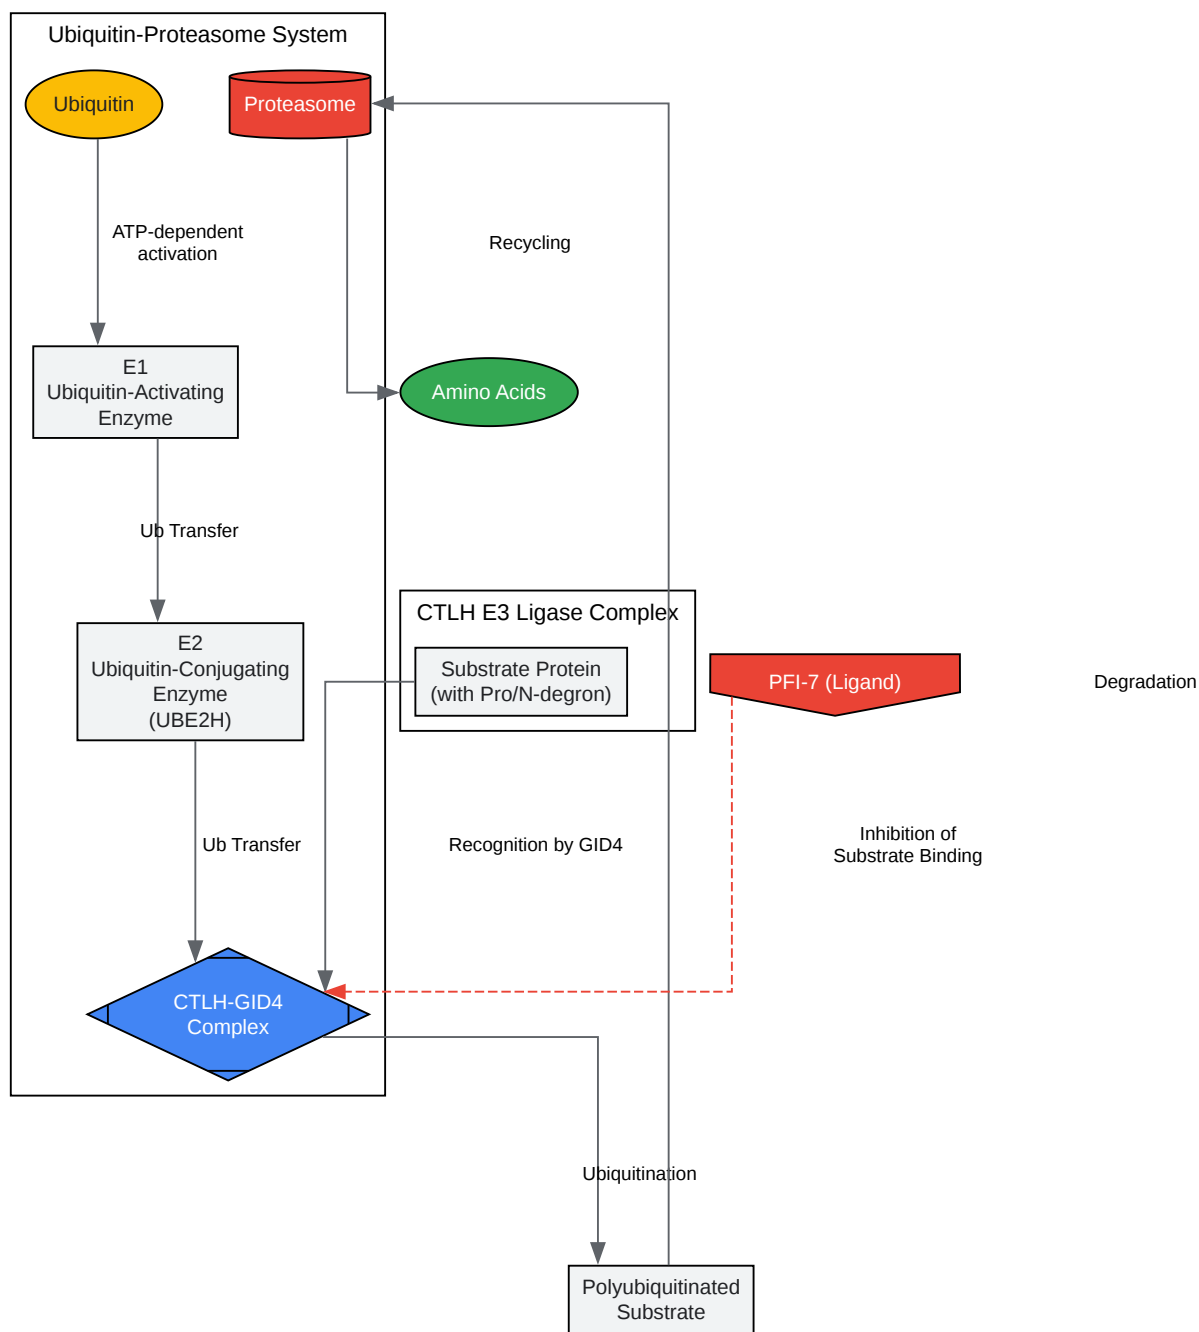 Ubiquitin-Proteasome System
Ubiquitin
Proteasome
ATP-dependent
activation
Recycling
E1
Ubiquitin-Activating
Enzyme
Amino Acids
Ub Transfer
CTLH E3 Ligase Complex
E2
Ubiquitin-Conjugating
Enzyme
(UBE2H)
Substrate Protein
(with Pro/N-degron)
PFI-7 (Ligand)
Degradation
Ub Transfer
Recognition by GID4
Inhibition of
Substrate Binding
CTLH-GID4
Complex
Ubiquitination
Polyubiquitinated
Substrate